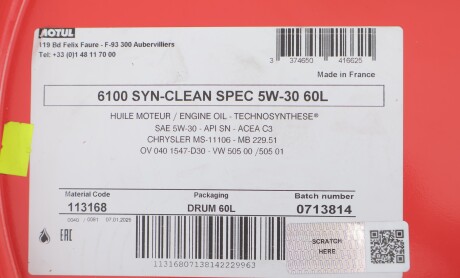 MOTUL
119 Bd Felix Faure - F-93 300 Aubervilliers
Tel: +33 (0)1 48 11 70 00
3 374650 416625
Made in France
6100 SYN-CLEAN SPEC 5W-30 60L
HUILE MOTEUR / ENGINE OIL - TECHNOSYNTHESE®
SAE 5W-30 - API SN - ACEA C3
CHRYSLER MS-11106 - MB 229.51
OV 040 1547-D30 - VW 505 00 /505 01
Material Code Packaging Batch number
113168 DRUM 60L 0713814
07.01.2025
EAC
SCRATCH
HERE
11316807138142229963